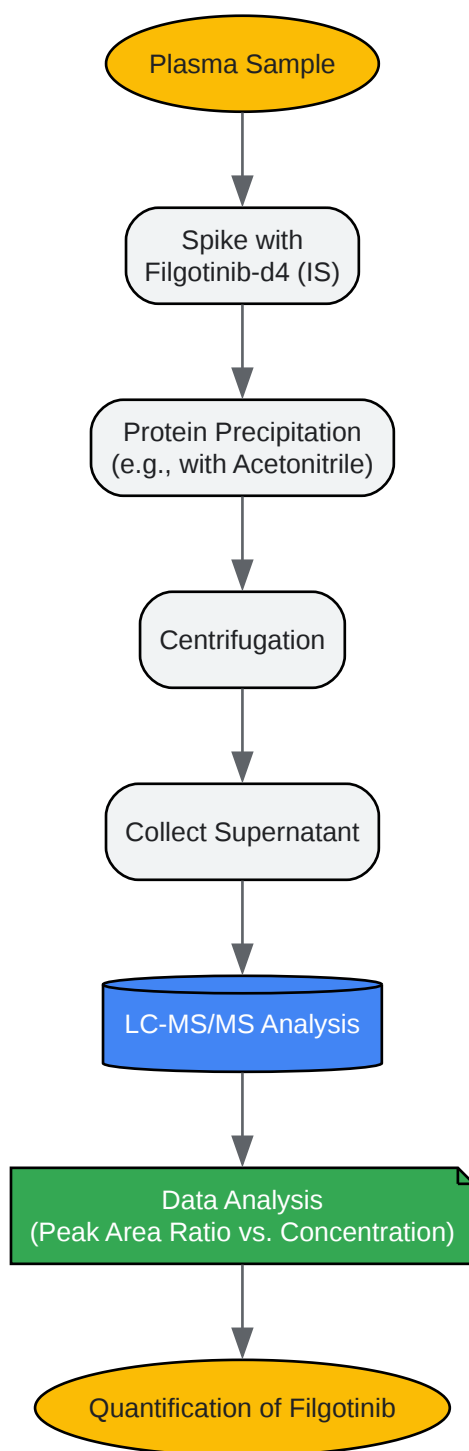 Plasma Sample
Spike with
Filgotinib-d4 (IS)
Protein Precipitation
(e.g., with Acetonitrile)
Centrifugation
Collect Supernatant
LC-MS/MS Analysis
Data Analysis
(Peak Area Ratio vs. Concentration)
Quantification of Filgotinib